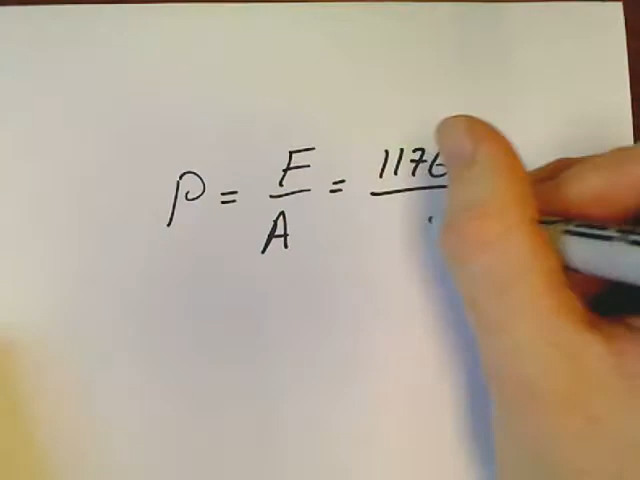 P = F / A = 1176